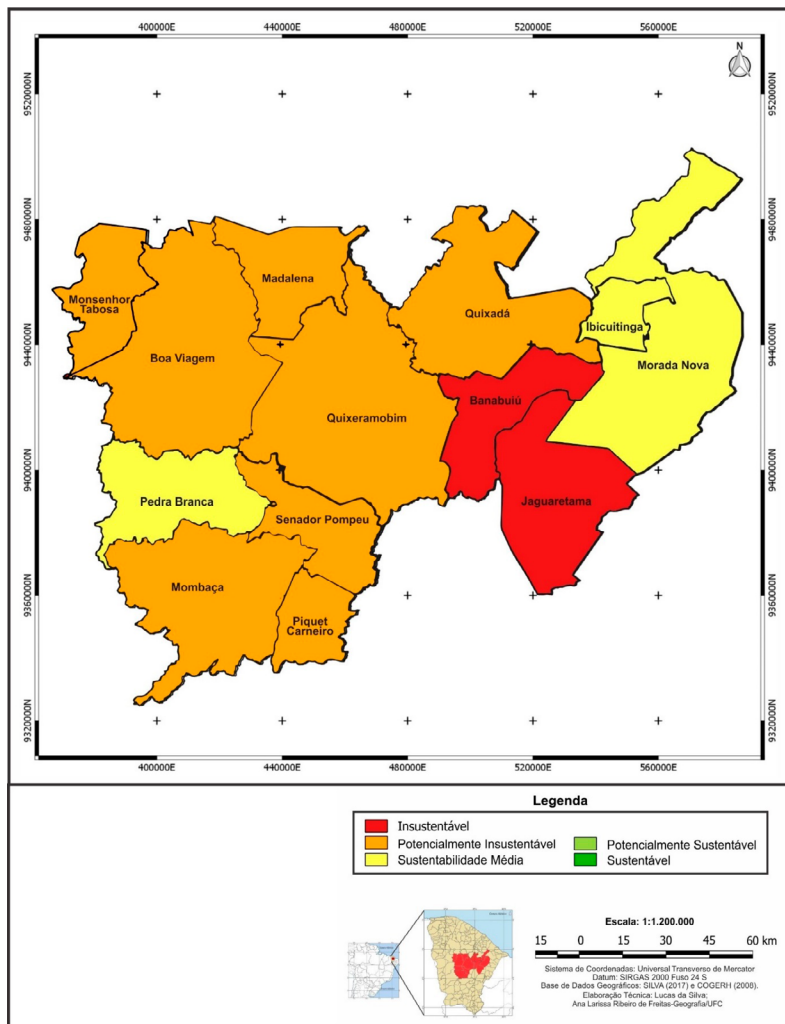 400000E 440000E 480000E 520000E 560000E
N
9520000N 9520000N
9480000N 9480000N
Madalena
Monsenhor
Tabosa
Quixadá
Ibicuitinga
9440000N 9440000N
Boa Viagem
Morada Nova
Banabuiú
Quixeramobim
9400000N 9400000N
Jaguaretama
Pedra Branca
Senador Pompeu
Mombaça
9360000N 9360000N
Piquet
Carneiro
9320000N 9320000N
400000E 440000E 480000E 520000E 560000E
Legenda
Insustentável
Potencialmente Insustentável Potencialmente Sustentável
Sustentabilidade Média Sustentável
Escala: 1:1.200.000
15 0 15 30 45 60 km
Sistema de Coordenadas: Universal Transverso de Mercator
Datum: SIRGAS 2000 Fuso 24 S
Base de Dados Geográficos: SILVA (2017) e COGERH (2008).
Elaboração Técnica: Lucas da Silva;
Ana Larissa Ribeiro de Freitas-Geografia/UFC